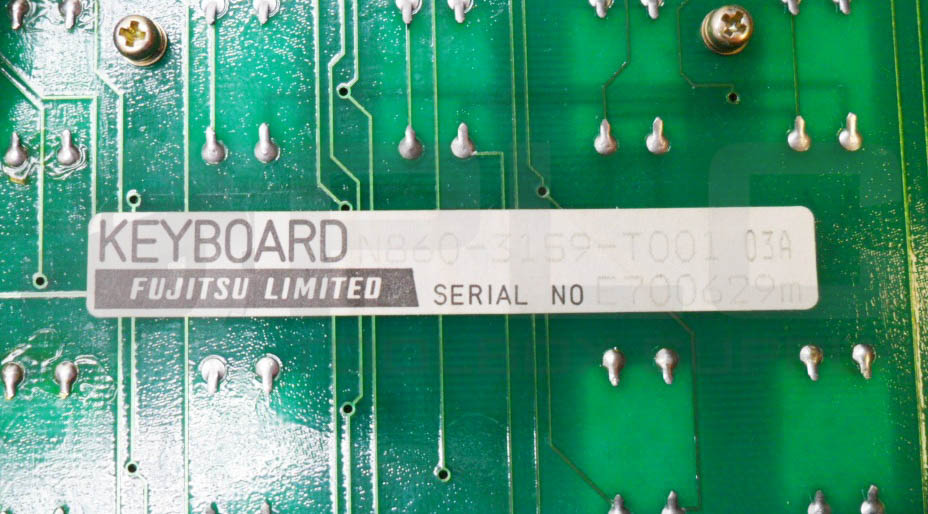 KEYBOARD N860-3159-T001 03A
FUJITSU LIMITED SERIAL NO E700629m